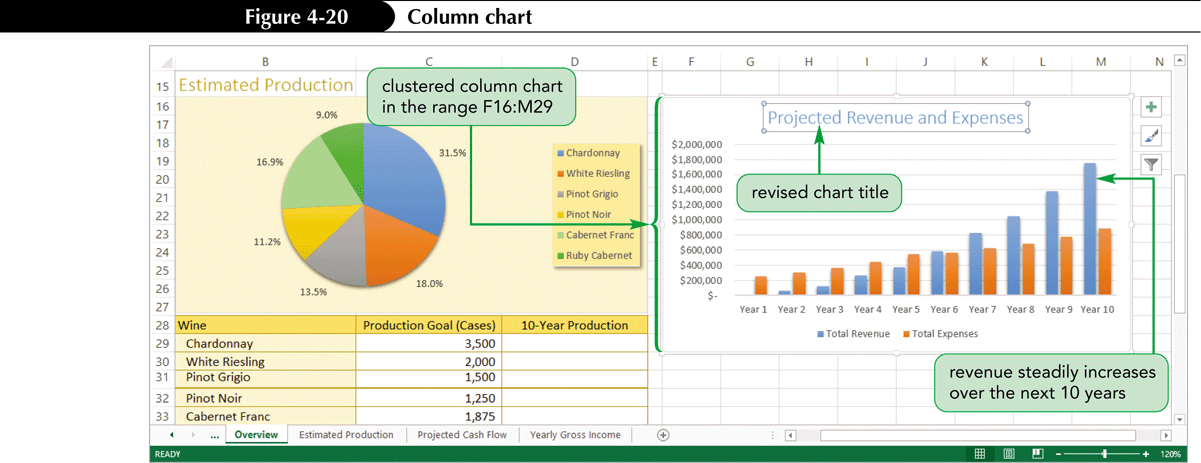 Figure 4-20 Column chart
B C D E F G H I J K L M N
15 Estimated Production
16
17
18
19
20
21
22
23
24
25
26
27
clustered column chart
in the range F16:M29
9.0%
31.5%
16.9%
11.2%
13.5%
18.0%
Chardonnay
White Riesling
Pinot Grigio
Pinot Noir
Cabernet Franc
Ruby Cabernet
Projected Revenue and Expenses
revised chart title
$2,000,000
$1,800,000
$1,600,000
$1,400,000
$1,200,000
$1,000,000
$800,000
$600,000
$400,000
$200,000
$-
Year 1 Year 2 Year 3 Year 4 Year 5 Year 6 Year 7 Year 8 Year 9 Year 10
Total Revenue Total Expenses
revenue steadily increases
over the next 10 years
28 Wine Production Goal (Cases) 10-Year Production
29 Chardonnay 3,500
30 White Riesling 2,000
31 Pinot Grigio 1,500
32 Pinot Noir 1,250
33 Cabernet Franc 1,875
... Overview Estimated Production Projected Cash Flow Yearly Gross Income
READY 120%